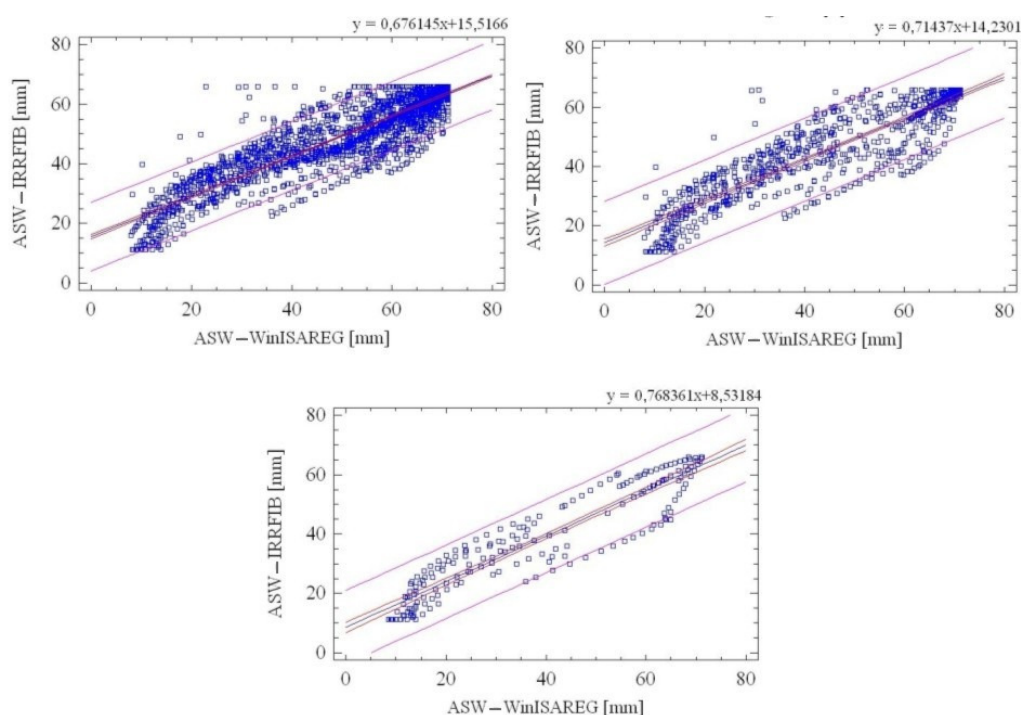 y = 0,676145x+15,5166
80
60
40
20
0
ASW–IRRFIB [mm]
0 20 40 60 80
ASW–WinISAREG [mm]
y = 0,71437x+14,2301
80
60
40
20
0
ASW–IRRFIB [mm]
0 20 40 60 80
ASW–WinISAREG [mm]
y = 0,768361x+8,53184
80
60
40
20
0
ASW–IRRFIB [mm]
0 20 40 60 80
ASW–WinISAREG [mm]